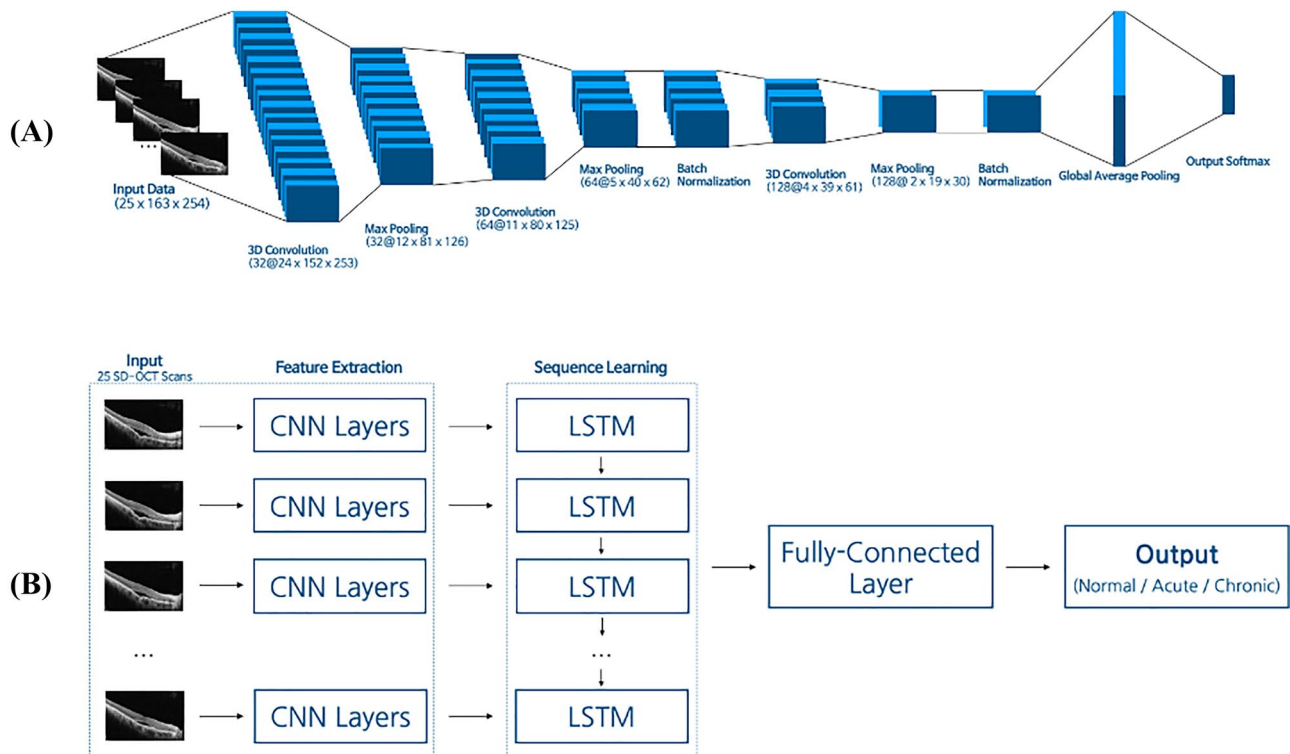 (A)
Input Data
(25 x 163 x 254)
3D Convolution
(32@24 x 152 x 253)
Max Pooling
(32@12 x 81 x 126)
3D Convolution
(64@11 x 80 x 125)
Max Pooling
(64@5 x 40 x 62)
Batch
Normalization
3D Convolution
(128@4 x 39 x 61)
Max Pooling
(128@ 2 x 19 x 30)
Batch
Normalization
Global Average Pooling
Output Softmax
...
(B)
Input
25 SD-OCT Scans
Feature Extraction
Sequence Learning
CNN Layers
LSTM
CNN Layers
LSTM
CNN Layers
LSTM
...
...
CNN Layers
LSTM
Fully-Connected
Layer
Output
(Normal / Acute / Chronic)